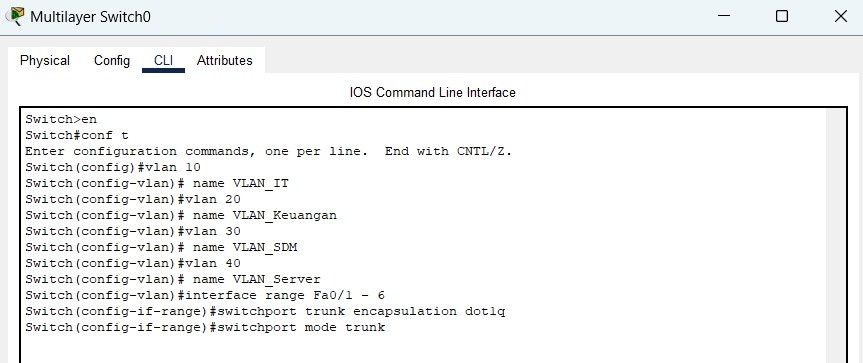 Multilayer Switch0
Physical Config CLI Attributes
IOS Command Line Interface
Switch>en
Switch#conf t
Enter configuration commands, one per line.  End with CNTL/Z.
Switch(config)#vlan 10
Switch(config-vlan)# name VLAN_IT
Switch(config-vlan)#vlan 20
Switch(config-vlan)# name VLAN_Keuangan
Switch(config-vlan)#vlan 30
Switch(config-vlan)# name VLAN_SDM
Switch(config-vlan)#vlan 40
Switch(config-vlan)# name VLAN_Server
Switch(config-vlan)#interface range Fa0/1 - 6
Switch(config-if-range)#switchport trunk encapsulation dot1q
Switch(config-if-range)#switchport mode trunk